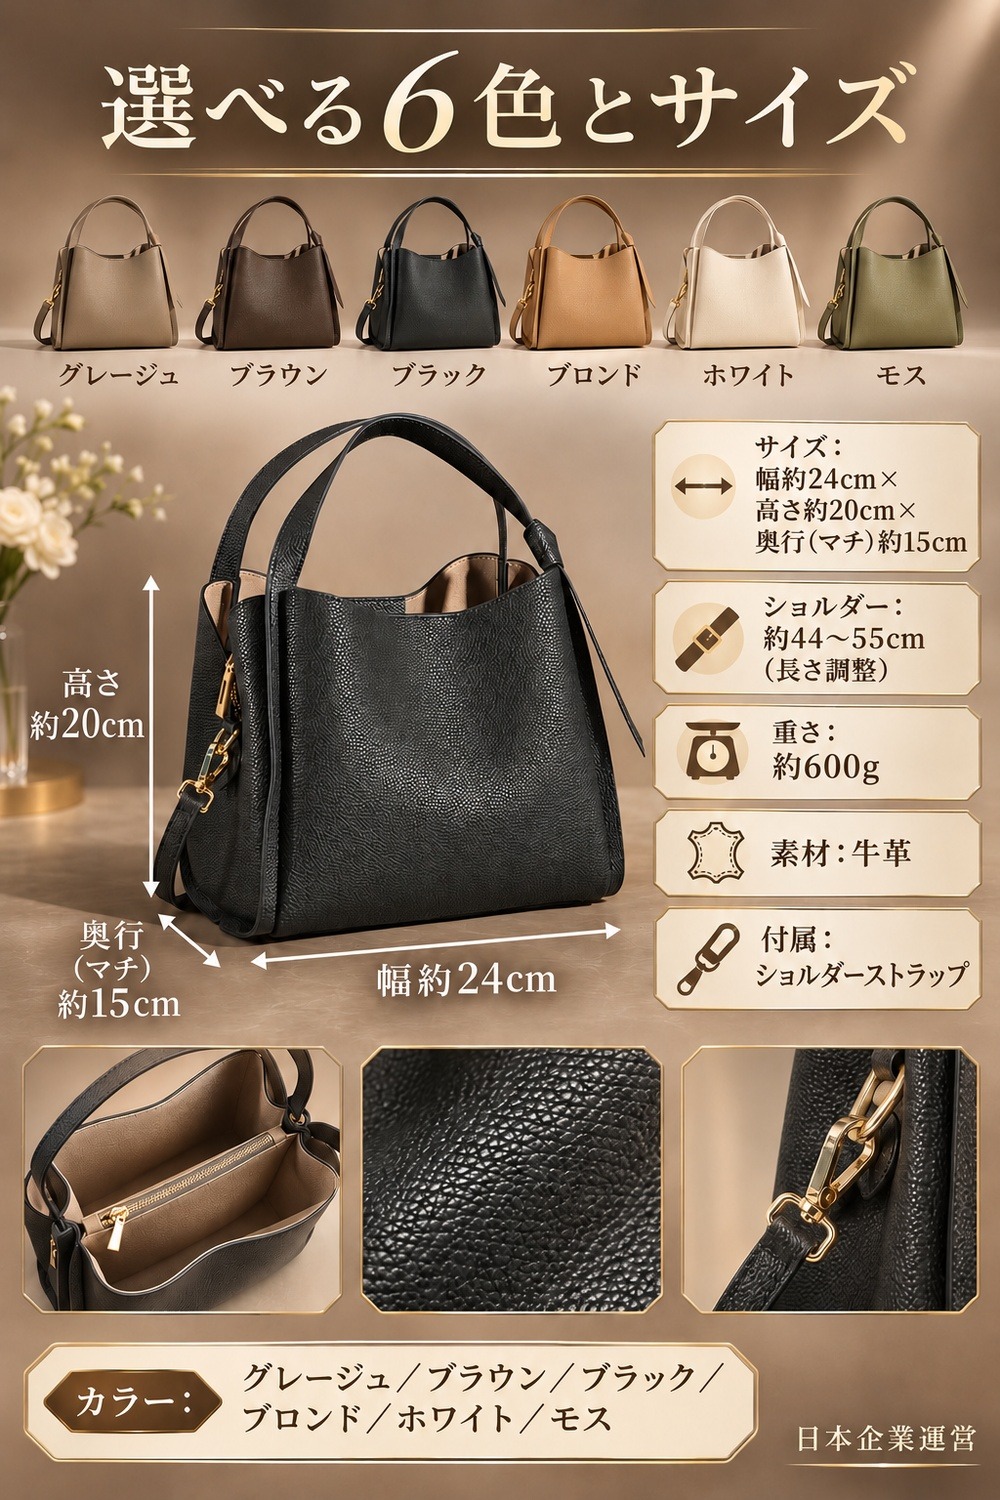 選べる6色とサイズ
グレージュ
ブラウン
ブラック
ブロンド
ホワイト
モス
サイズ：
幅約24cm×
高さ約20cm×
奥行(マチ)約15cm
ショルダー：
約44～55cm
(長さ調整)
重さ：
約600g
素材：牛革
付属：
ショルダーストラップ
高さ
約20cm
奥行
(マチ)
約15cm
幅約24cm
カラー：
グレージュ／ブラウン／ブラック／
ブロンド／ホワイト／モス
日本企業運営